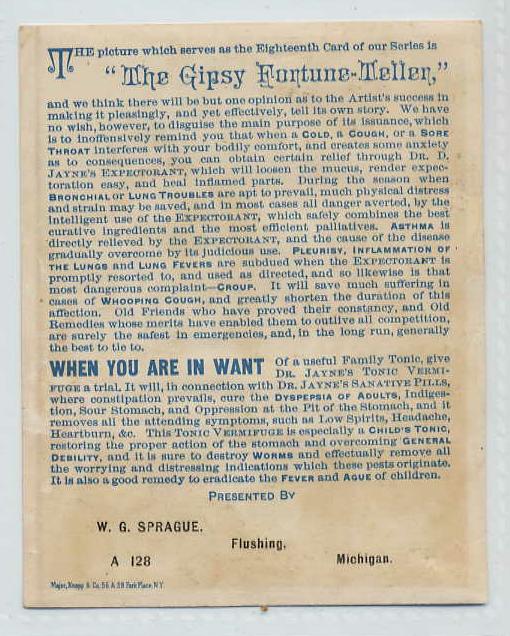 THE picture which serves as the Eighteenth Card of our Series is
"The Gipsy Fortune-Teller,"
and we think there will be but one opinion as to the Artist's success in
making it pleasingly, and yet effectively, tell its own story. We have
no wish, however, to disguise the main purpose of its issuance, which
is to inoffensively remind you that when a COLD, a COUGH, or a SORE
THROAT interferes with your bodily comfort, and creates some anxiety
as to consequences, you can obtain certain relief through DR. D.
JAYNE'S EXPECTORANT, which will loosen the mucus, render expec-
toration easy, and heal inflamed parts. During the season when
BRONCHIAL OR LUNG TROUBLES are apt to prevail, much physical distress
and strain may be saved, and in most cases all danger averted, by the
intelligent use of the EXPECTORANT, which safely combines the best
curative ingredients and the most efficient palliatives. ASTHMA is
directly relieved by the EXPECTORANT, and the cause of the disease
gradually overcome by its judicious use. PLEURISY, INFLAMMATION OF
THE LUNGS and LUNG FEVERS are subdued when the EXPECTORANT is
promptly resorted to, and used as directed, and so likewise is that
most dangerous complaint—CROUP. It will save much suffering in
cases of WHOOPING COUGH, and greatly shorten the duration of this
affection. Old Friends who have proved their constancy, and Old
Remedies whose merits have enabled them to outlive all competition,
are surely the safest in emergencies, and, in the long run, generally
the best to tie to.
WHEN YOU ARE IN WANT Of a useful Family Tonic, give
DR. JAYNE'S TONIC VERMI-
FUGE a trial. It will, in connection with DR. JAYNE'S SANATIVE PILLS,
where constipation prevails, cure the DYSPEPSIA OF ADULTS, Indiges-
tion, Sour Stomach, and Oppression at the Pit of the Stomach, and it
removes all the attending symptoms, such as Low Spirits, Headache,
Heartburn, &c. This TONIC VERMIFUGE is especially a CHILD'S TONIC,
restoring the proper action of the stomach and overcoming GENERAL
DEBILITY, and it is sure to destroy WORMS and effectually remove all
the worrying and distressing indications which these pests originate.
It is also a good remedy to eradicate the FEVER and AGUE of children.
PRESENTED BY
W. G. SPRAGUE.
Flushing,
A 128 Michigan.
Major, Knapp & Co. 56 & 58 Park Place, N.Y.